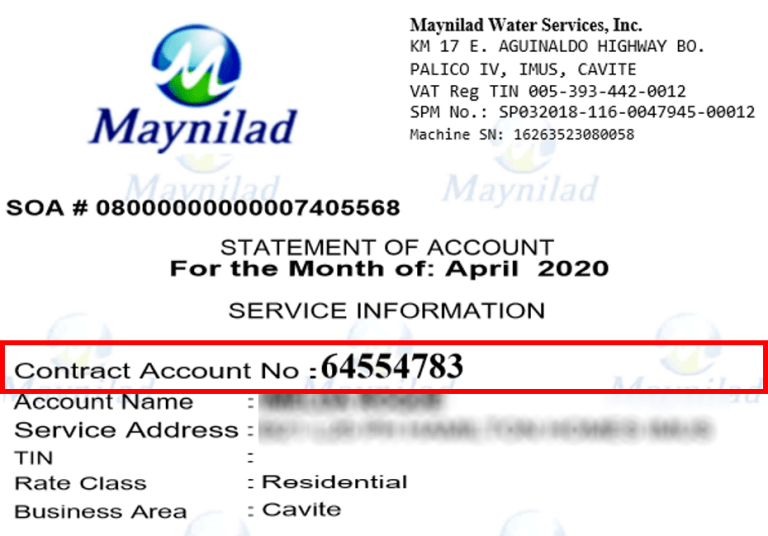 Maynilad
Maynilad Water Services, Inc.
KM 17 E. AGUINALDO HIGHWAY BO.
PALICO IV, IMUS, CAVITE
VAT Reg TIN 005-393-442-0012
SPM No.: SP032018-116-0047945-00012
Machine SN: 16263523080058
Maynilad Maynilad
SOA # 08000000000007405568
STATEMENT OF ACCOUNT
For the Month of: April 2020
SERVICE INFORMATION
Contract Account No : 64554783
Account Name :
Service Address :
TIN :
Rate Class : Residential
Business Area : Cavite